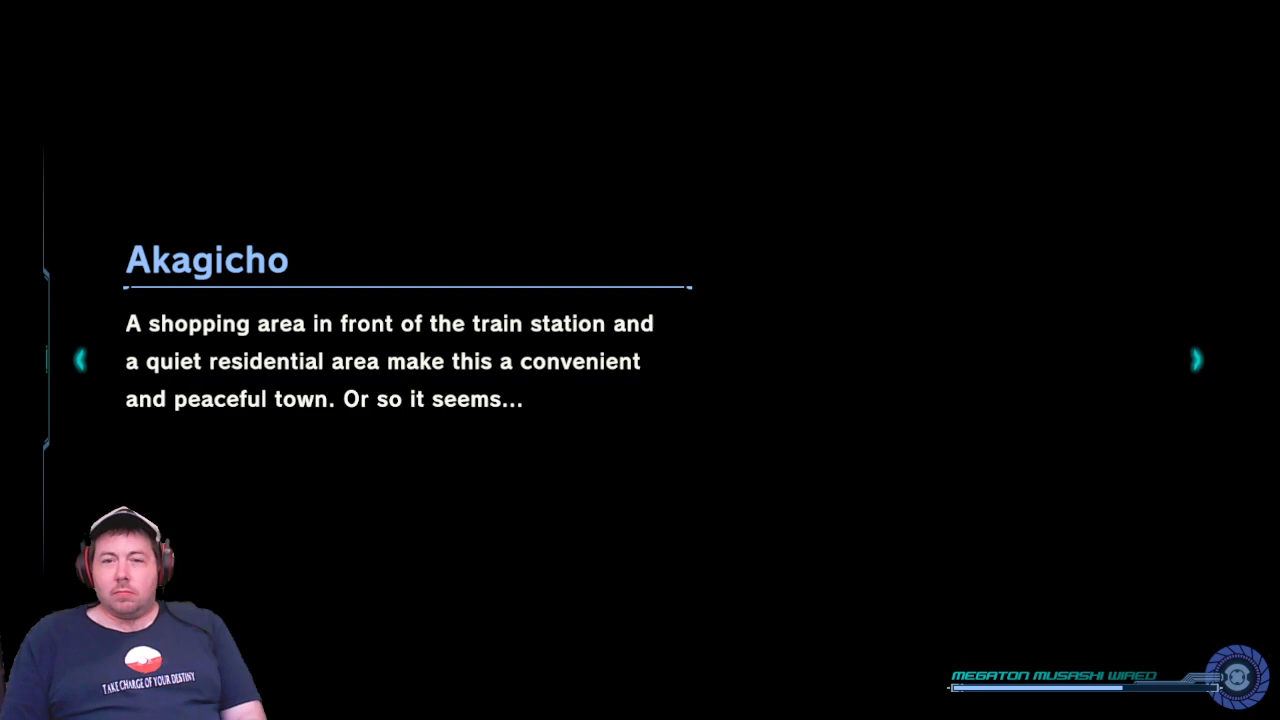 Akagicho
A shopping area in front of the train station and
a quiet residential area make this a convenient
and peaceful town. Or so it seems...
TAKE CHARGE OF YOUR DESTINY
MEGATON MUSASHI WIRED